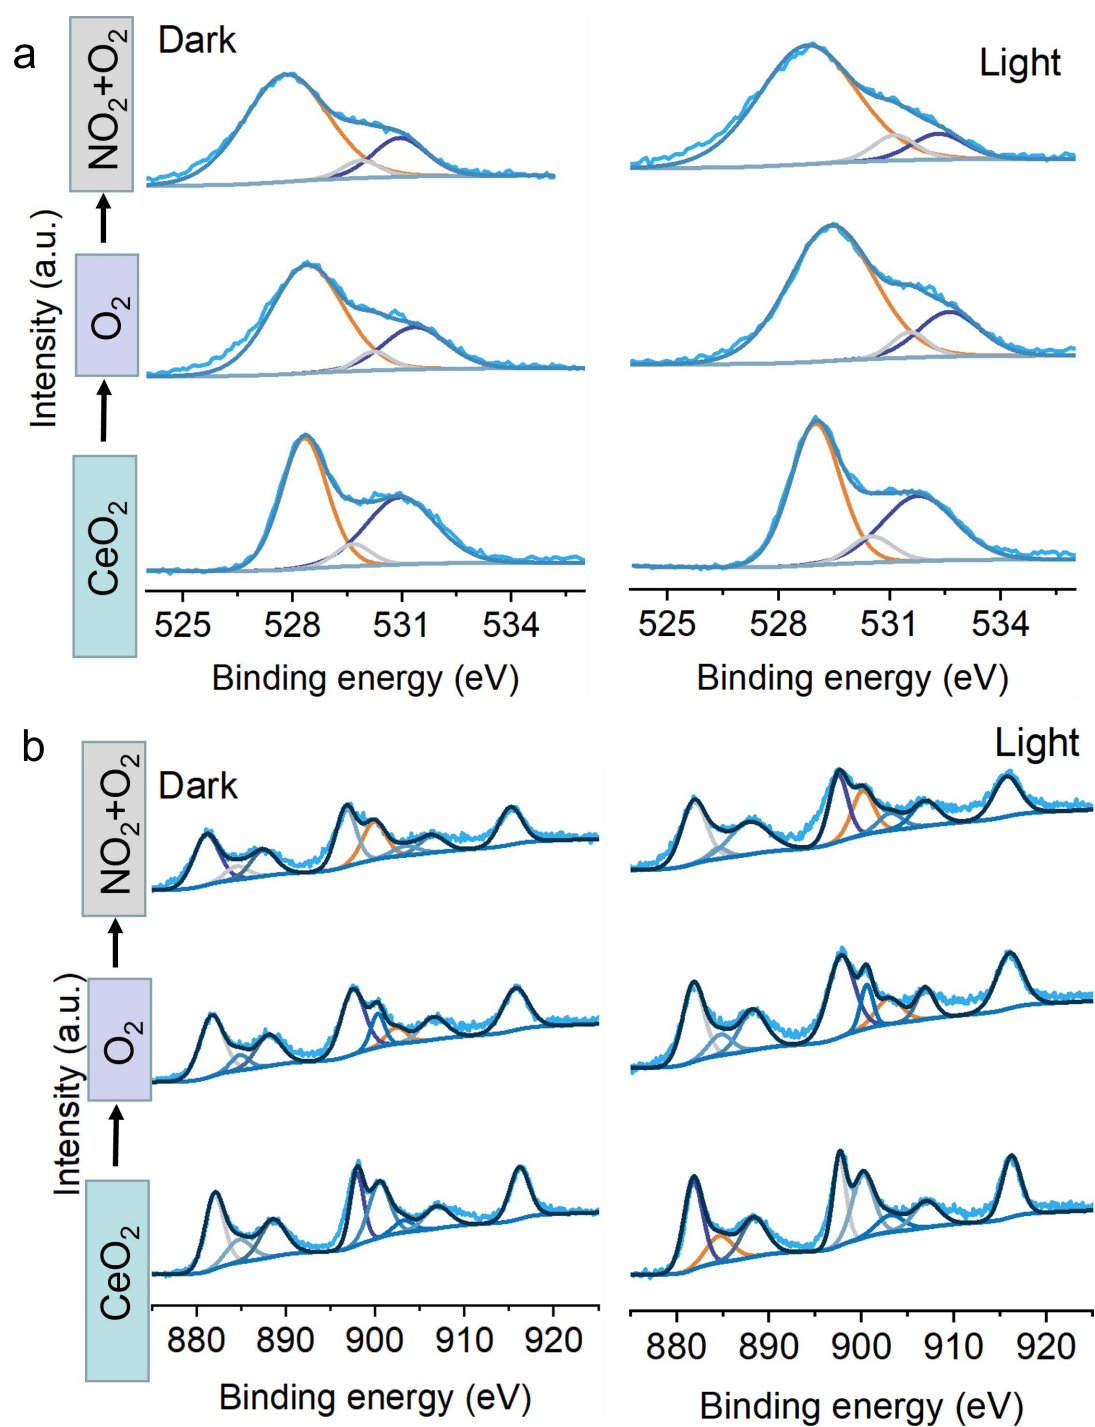 a
Dark
Light
NO2+O2
O2
CeO2
Intensity (a.u.)
525 528 531 534
525 528 531 534
Binding energy (eV)
Binding energy (eV)
b
Dark
Light
NO2+O2
O2
CeO2
Intensity (a.u.)
880 890 900 910 920
880 890 900 910 920
Binding energy (eV)
Binding energy (eV)